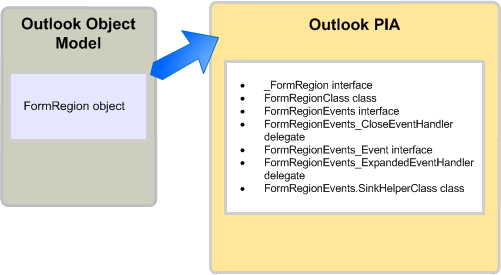 Outlook Object
Model
FormRegion object
Outlook PIA
• _FormRegion interface
• FormRegionClass class
• FormRegionEvents interface
• FormRegionEvents_CloseEventHandler
delegate
• FormRegionEvents_Event interface
• FormRegionEvents_ExpandedEventHandler
delegate
• FormRegionEvents.SinkHelperClass class